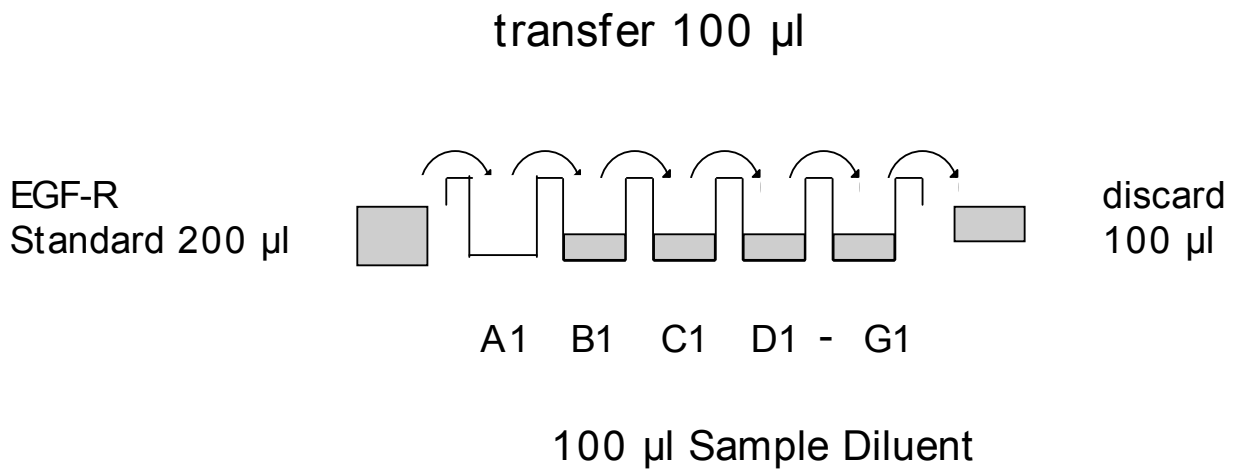 transfer 100 µl
EGF-R
Standard 200 µl
discard
100 µl
A1 B1 C1 D1 - G1
100 µl Sample Diluent